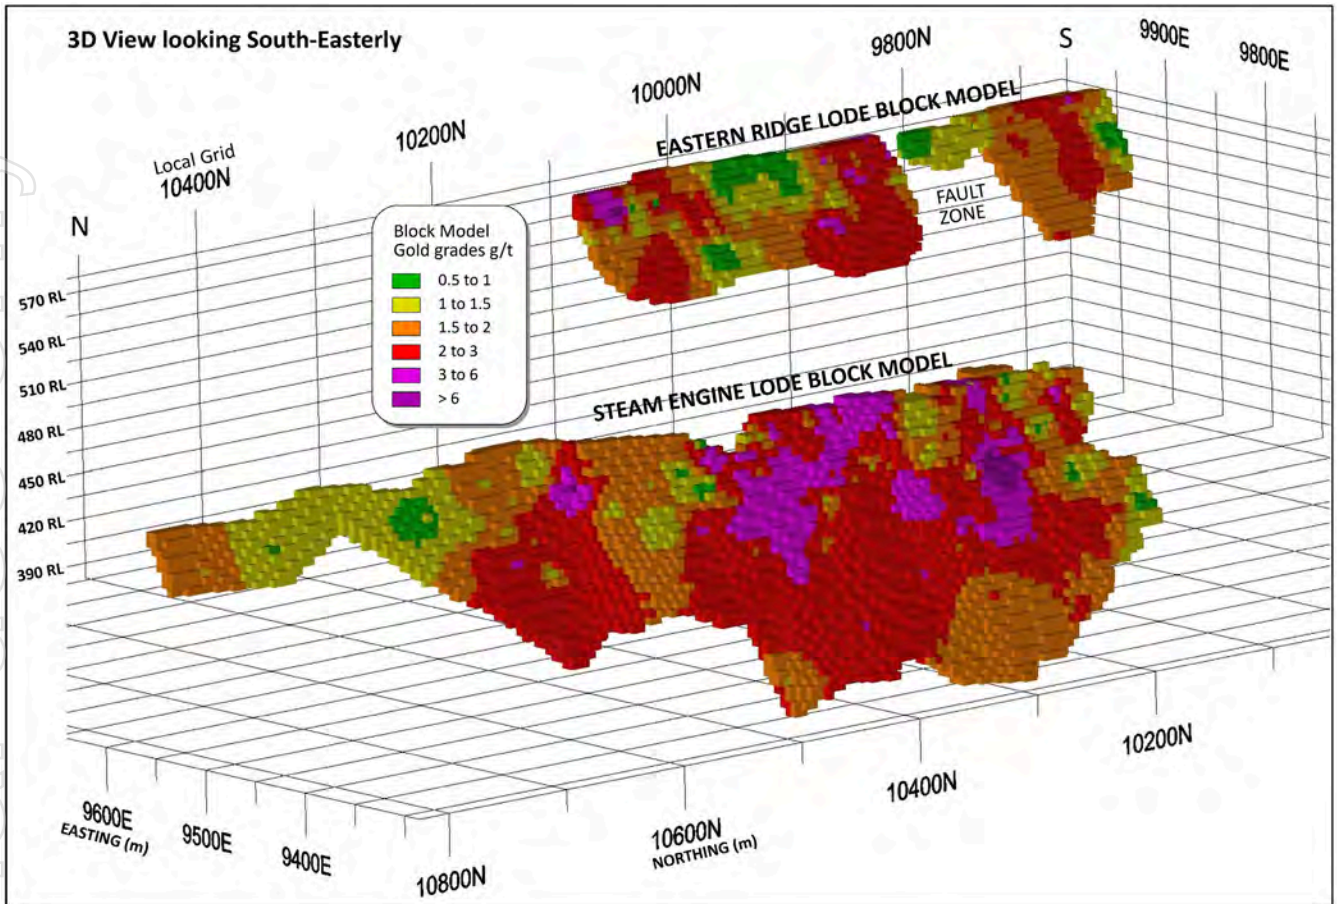 3D View looking South-Easterly
S
9900E
9800E
9800N
10000N
10200N
Local Grid
10400N
N
EASTERN RIDGE LODE BLOCK MODEL
FAULT
ZONE
Block Model
Gold grades g/t
0.5 to 1
1 to 1.5
1.5 to 2
2 to 3
3 to 6
> 6
570 RL
540 RL
510 RL
480 RL
450 RL
420 RL
390 RL
STEAM ENGINE LODE BLOCK MODEL
9600E
EASTING (m)
9500E
9400E
10800N
10600N
NORTHING (m)
10400N
10200N